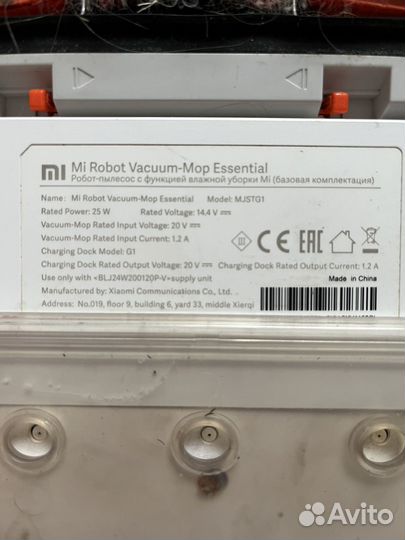 mi Mi Robot Vacuum-Mop Essential
Робот-пылесос с функцией влажной уборки Mi (базовая комплектация)
Name: Mi Robot Vacuum-Mop Essential Model: MJSTG1
Rated Power: 25 W Rated Voltage: 14.4 V
Vacuum-Mop Rated Input Voltage: 20 V
Vacuum-Mop Rated Input Current: 1.2 A
Charging Dock Model: G1
Charging Dock Rated Output Voltage: 20 V Charging Dock Rated Output Current: 1.2 A
Use only with <BLJ24W200120P-V>supply unit
Made in China
Manufactured by: Xiaomi Communications Co., Ltd.
Address: No.019, floor 9, building 6, yard 33, middle Xierqi
III CE EAC
Avito